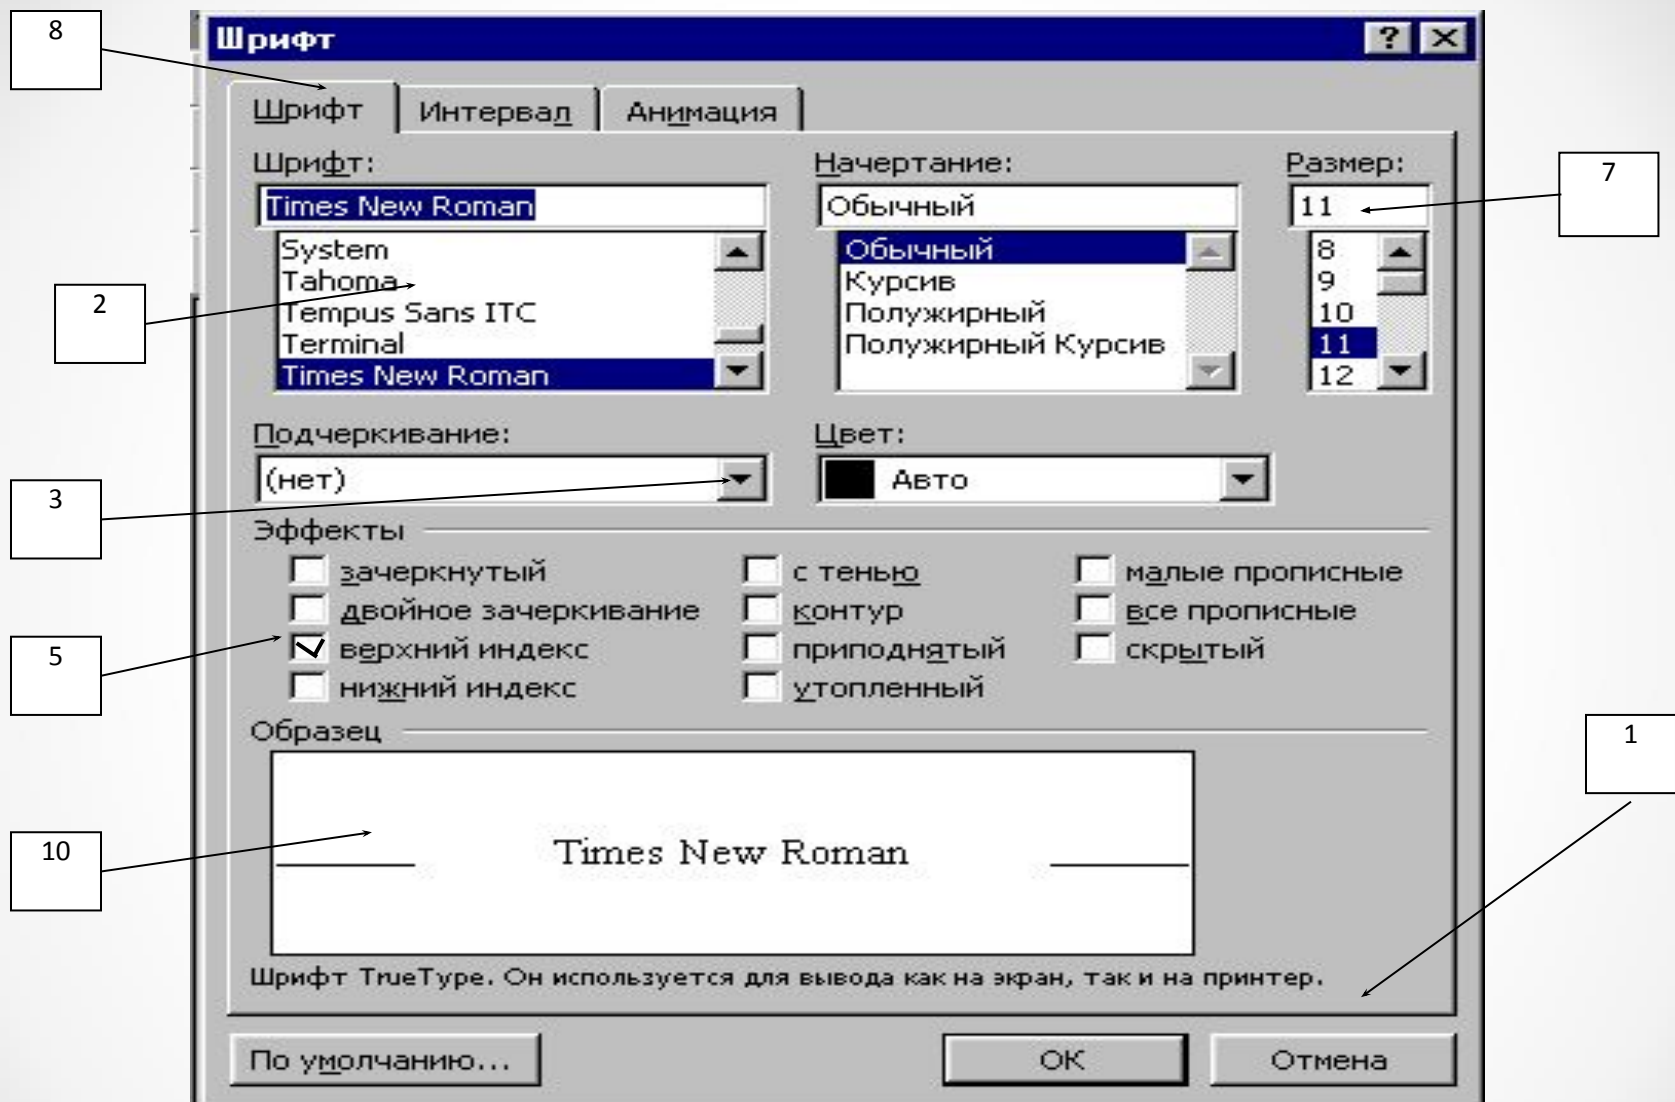 8
Шрифт
Шрифт Интервал Анимация
Шрифт: Начертание: Размер:
7
Times New Roman Обычный 11
System Обычный 8
Tahoma Курсив 9
2
Tempus Sans ITC Полужирный 10
Terminal Полужирный Курсив 11
Times New Roman 12
Подчеркивание: Цвет:
(нет) Авто
3
Эффекты
зачеркнутый с тенью малые прописные
двойное зачеркивание контур все прописные
5
верхний индекс приподнятый скрытый
нижний индекс утопленный
Образец
1
10
Times New Roman
Шрифт TrueType. Он используется для вывода как на экран, так и на принтер.
По умолчанию... ОК Отмена